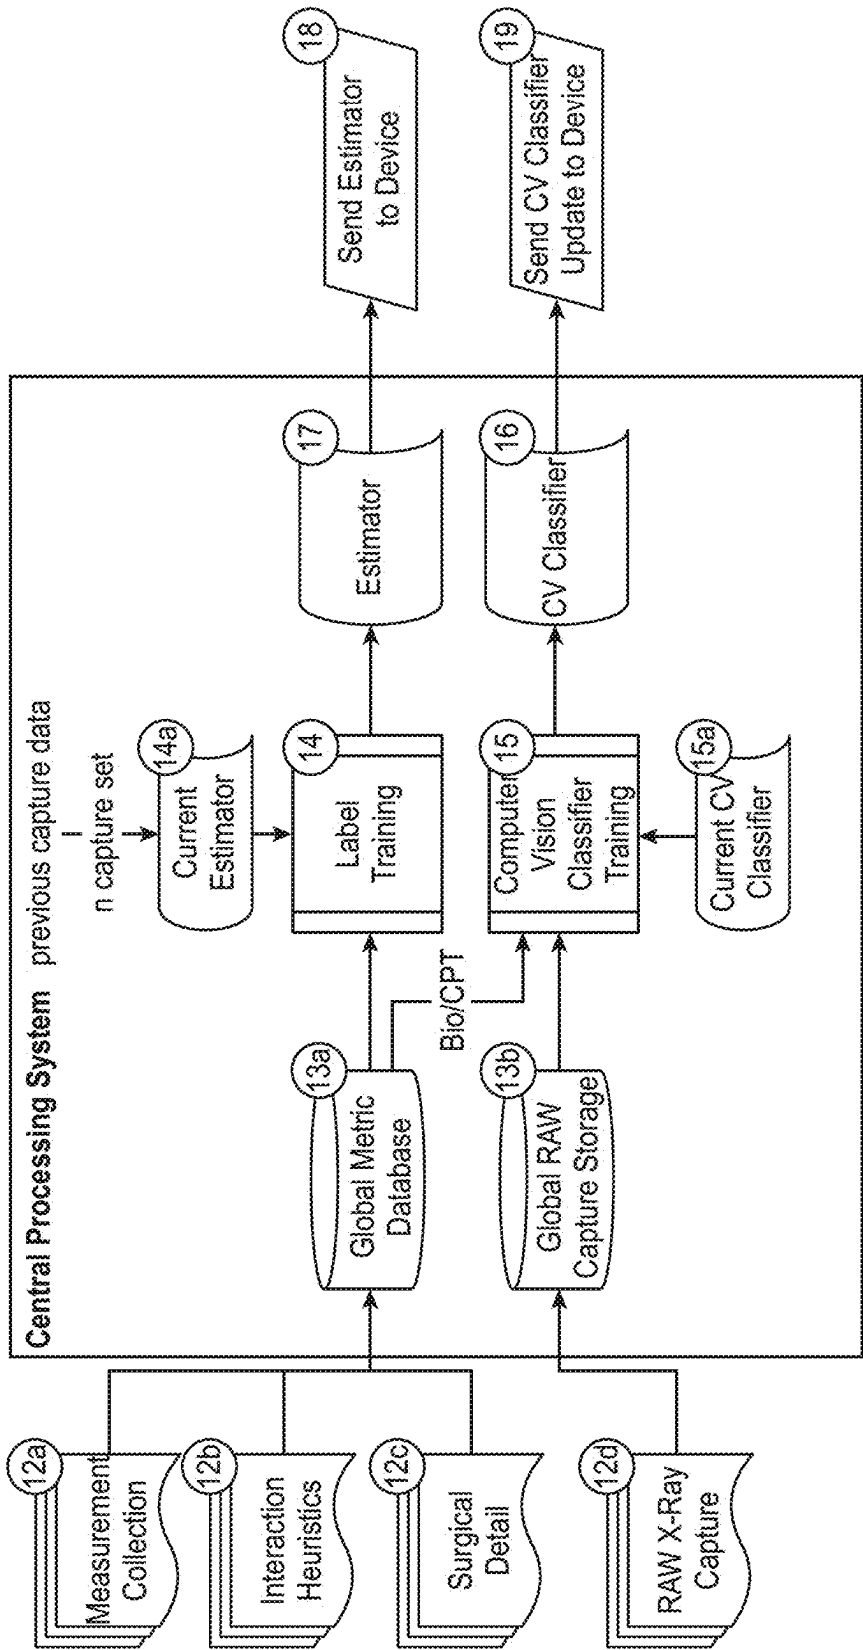 Central Processing System
previous capture data
n capture set
12a
Measurement
Collection
12b
Interaction
Heuristics
12c
Surgical
Detail
12d
RAW X-Ray
Capture
13a
Global Metric
Database
Bio/CPT
13b
Global RAW
Capture Storage
14a
Current
Estimator
14
Label
Training
15
Computer
Vision
Classifier
Training
15a
Current CV
Classifier
17
Estimator
16
CV Classifier
18
Send Estimator
to Device
19
Send CV Classifier
Update to Device